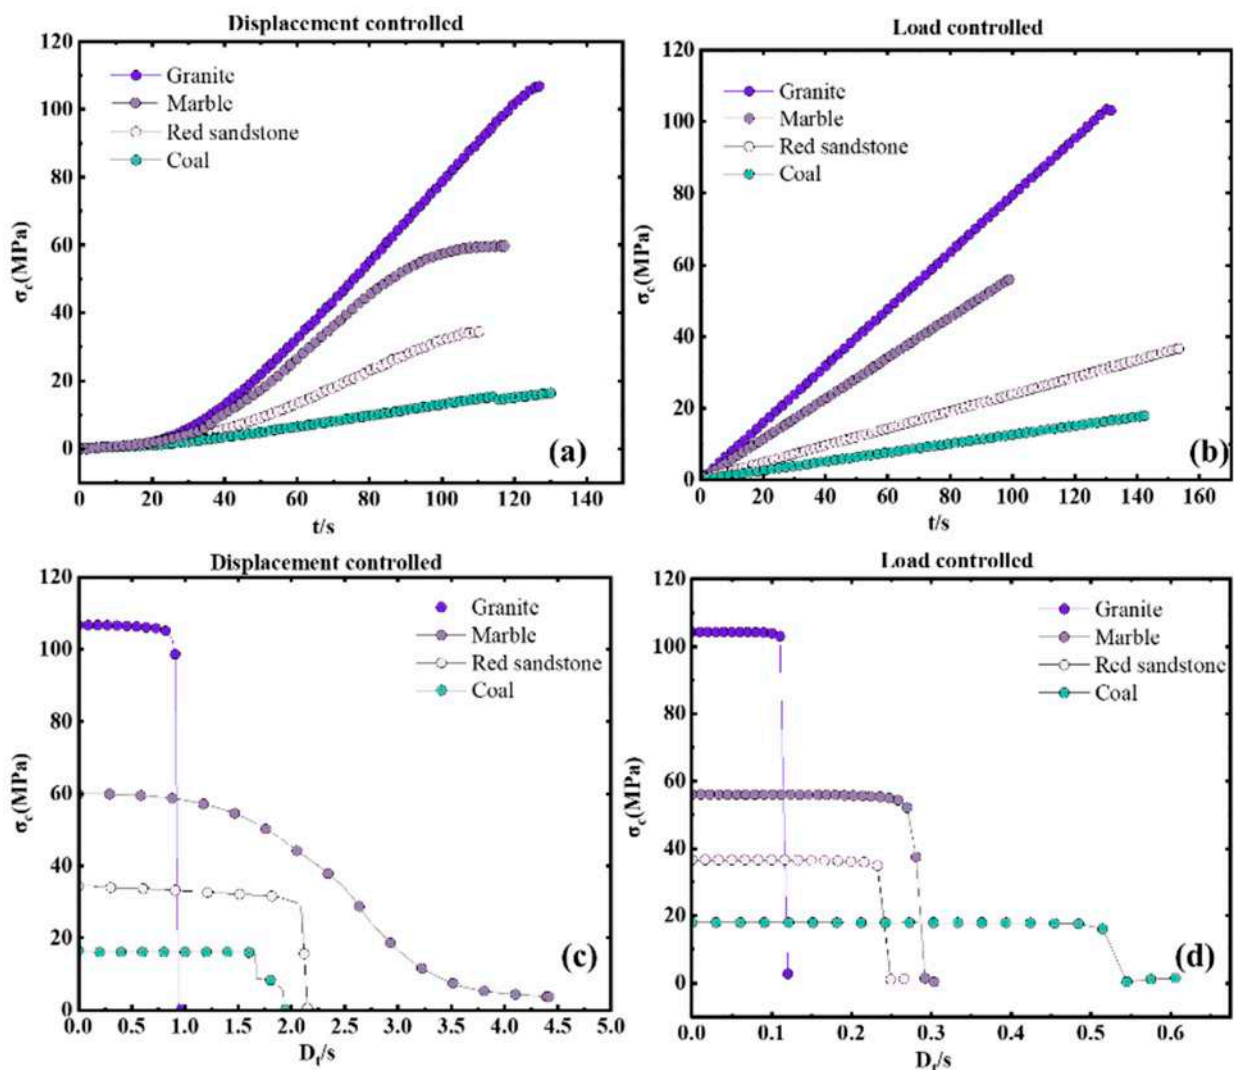 Displacement controlled
120
100
80
60
40
20
0
σc(MPa)
Granite
Marble
Red sandstone
Coal
(a)
0 20 40 60 80 100 120 140
t/s
Load controlled
120
100
80
60
40
20
0
σc(MPa)
Granite
Marble
Red sandstone
Coal
(b)
0 20 40 60 80 100 120 140 160
t/s
Displacement controlled
120
100
80
60
40
20
0
σc(MPa)
Granite
Marble
Red sandstone
Coal
(c)
0.0 0.5 1.0 1.5 2.0 2.5 3.0 3.5 4.0 4.5 5.0
Dt/s
Load controlled
120
100
80
60
40
20
0
σc(MPa)
Granite
Marble
Red sandstone
Coal
(d)
0.0 0.1 0.2 0.3 0.4 0.5 0.6
Dt/s